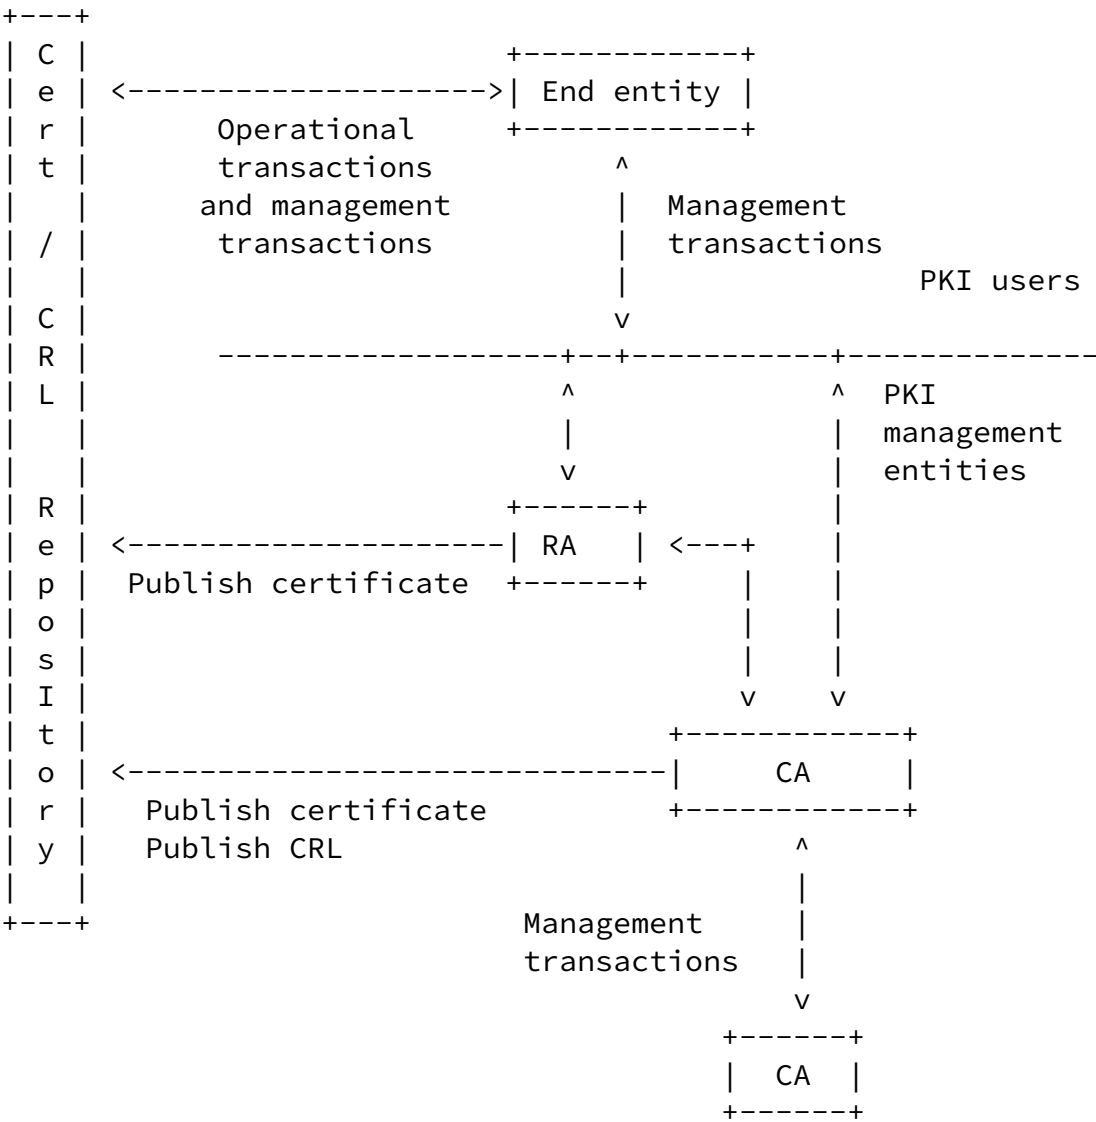 +---+
| C |                       +------------+
| e | <-------------------->| End entity |
| r |       Operational     +------------+
| t |       transactions          ^
|   |      and management         |  Management
| / |       transactions          |  transactions
|   |                             |                PKI users
| C |                             v
| R |       -------------------+--+-----------+--------------
| L |                          ^              ^  PKI
|   |                          |              |  management
|   |                          v              |  entities
| R |                       +------+          |
| e | <---------------------| RA   | <---+    |
| p |  Publish certificate  +------+     |    |
| o |                                    |    |
| s |                                    |    |
| I |                                    v    v
| t |                                +------------+
| o | <------------------------------|     CA     |
| r |   Publish certificate          +------------+
| y |   Publish CRL                         ^
|   |                                       |
+---+                        Management     |
                             transactions   |
                                            v
                                        +------+
                                        |  CA  |
                                        +------+